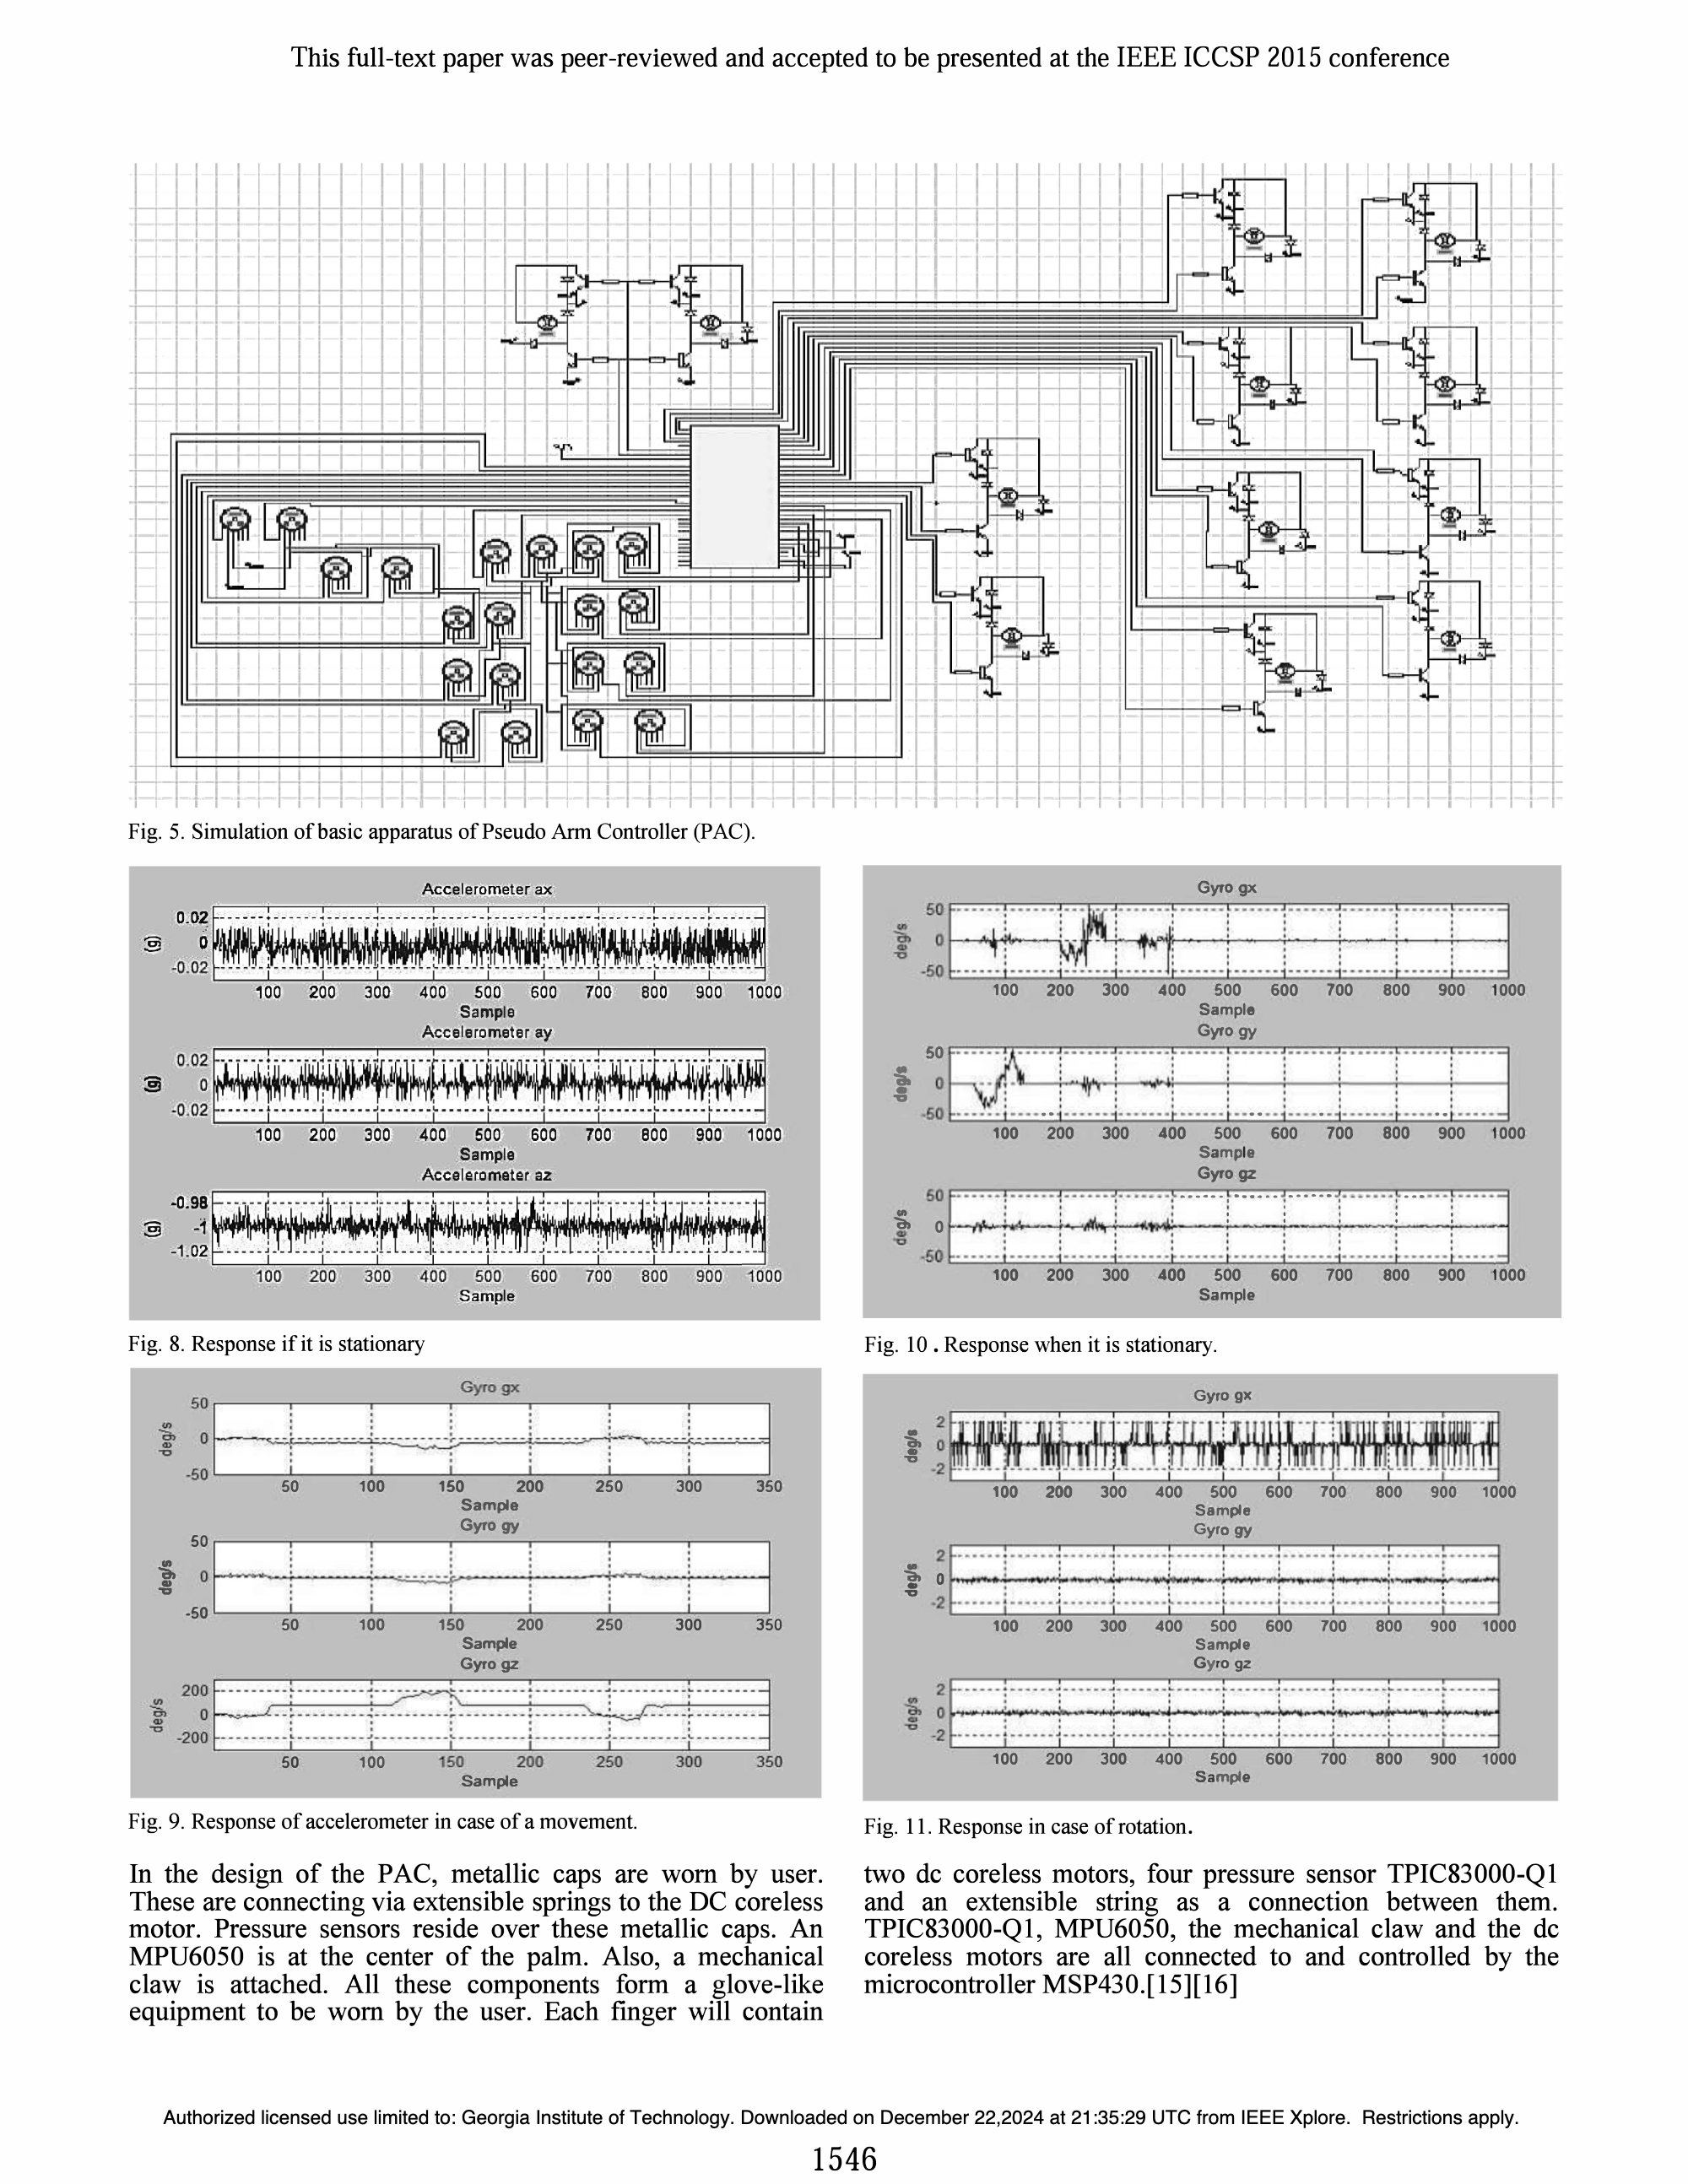 This full-text paper was peer-reviewed and accepted to be presented at the IEEE ICCSP 2015 conference
Fig. 5. Simulation of basic apparatus of Pseudo Arm Controller (PAC).
Accelerometer ax
0.02
0
-0.02
(g)
100 200 300 400 500 600 700 800 900 1000
Sample
Accelerometer ay
0.02
0
-0.02
(g)
100 200 300 400 500 600 700 800 900 1000
Sample
Accelerometer az
-0.98
-1
-1.02
(g)
100 200 300 400 500 600 700 800 900 1000
Sample
Fig. 8. Response if it is stationary
Gyro gx
50
0
-50
deg/s
100 200 300 400 500 600 700 800 900 1000
Sample
Gyro gy
50
0
-50
deg/s
100 200 300 400 500 600 700 800 900 1000
Sample
Gyro gz
50
0
-50
deg/s
100 200 300 400 500 600 700 800 900 1000
Sample
Fig. 10 . Response when it is stationary.
Gyro gx
50
0
-50
deg/s
50 100 150 200 250 300 350
Sample
Gyro gy
50
0
-50
deg/s
50 100 150 200 250 300 350
Sample
Gyro gz
200
0
-200
deg/s
50 100 150 200 250 300 350
Sample
Fig. 9. Response of accelerometer in case of a movement.
Gyro gx
2
0
-2
deg/s
100 200 300 400 500 600 700 800 900 1000
Sample
Gyro gy
2
0
-2
deg/s
100 200 300 400 500 600 700 800 900 1000
Sample
Gyro gz
2
0
-2
deg/s
100 200 300 400 500 600 700 800 900 1000
Sample
Fig. 11. Response in case of rotation.
In the design of the PAC, metallic caps are worn by user.
These are connecting via extensible springs to the DC coreless
motor. Pressure sensors reside over these metallic caps. An
MPU6050 is at the center of the palm. Also, a mechanical
claw is attached. All these components form a glove-like
equipment to be worn by the user. Each finger will contain
two dc coreless motors, four pressure sensor TPIC83000-Q1
and an extensible string as a connection between them.
TPIC83000-Q1, MPU6050, the mechanical claw and the dc
coreless motors are all connected to and controlled by the
microcontroller MSP430.[15][16]
Authorized licensed use limited to: Georgia Institute of Technology. Downloaded on December 22,2024 at 21:35:29 UTC from IEEE Xplore. Restrictions apply.
1546